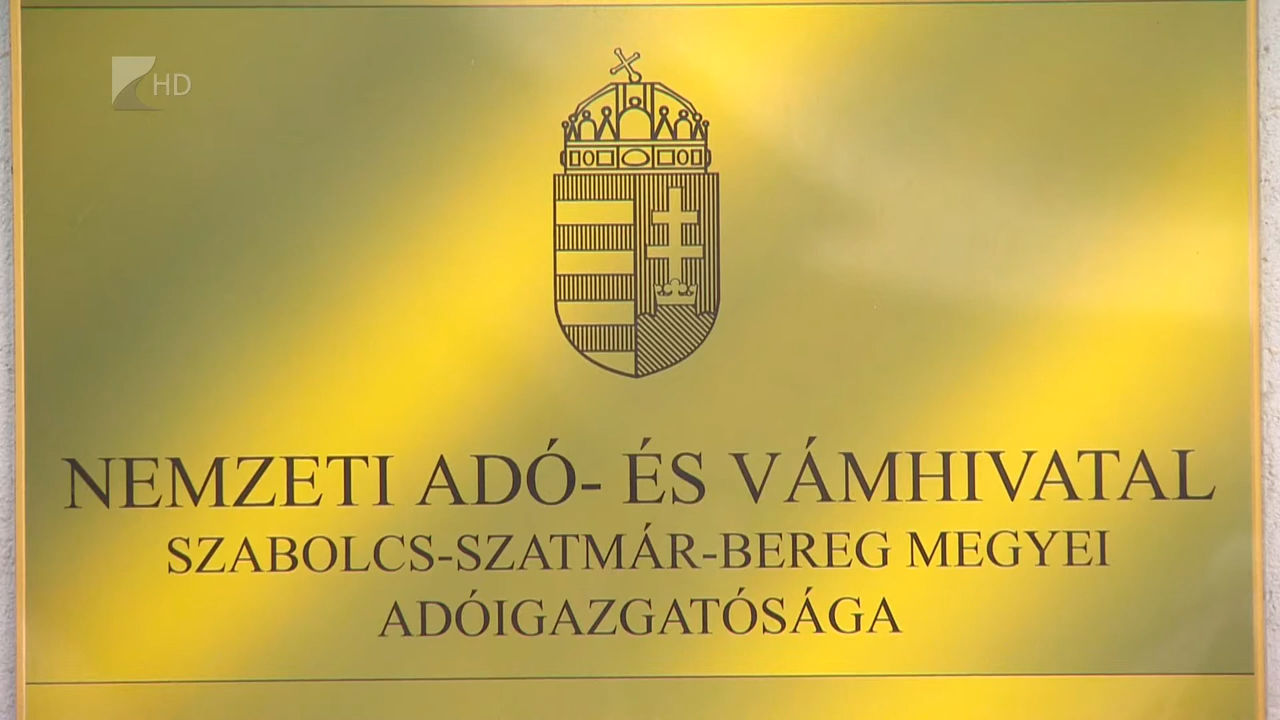 HD
NEMZETI ADÓ- ÉS VÁMHIVATAL
SZABOLCS-SZATMÁR-BEREG MEGYEI
ADÓIGAZGATÓSÁGA